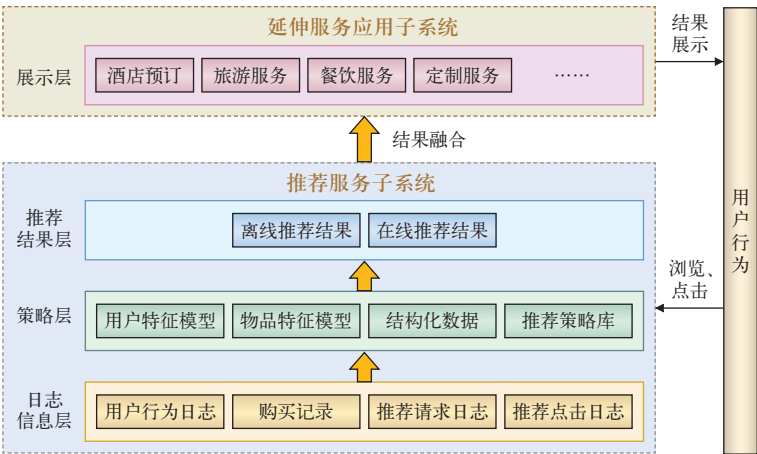 延伸服务应用子系统
展示层
酒店预订
旅游服务
餐饮服务
定制服务
……
结果
展示
结果融合
推荐服务子系统
推荐
结果层
离线推荐结果
在线推荐结果
用户行为
浏览、
点击
策略层
用户特征模型
物品特征模型
结构化数据
推荐策略库
日志
信息层
用户行为日志
购买记录
推荐请求日志
推荐点击日志